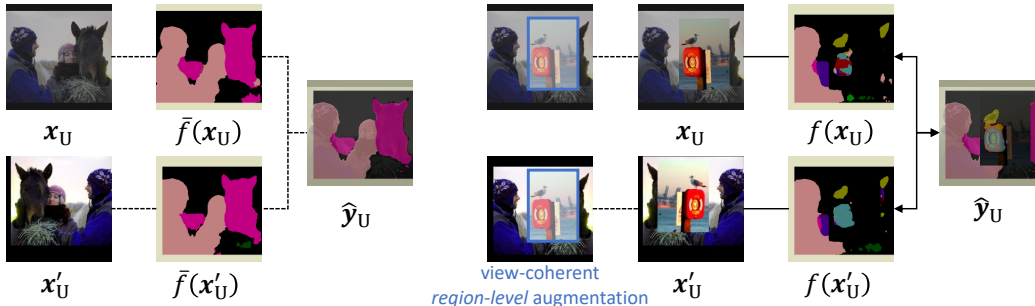 x_U
f̄(x_U)
ŷ_U
x′_U
f̄(x′_U)
x_U
f(x_U)
ŷ_U
view-coherent
region-level augmentation
x′_U
f(x′_U)